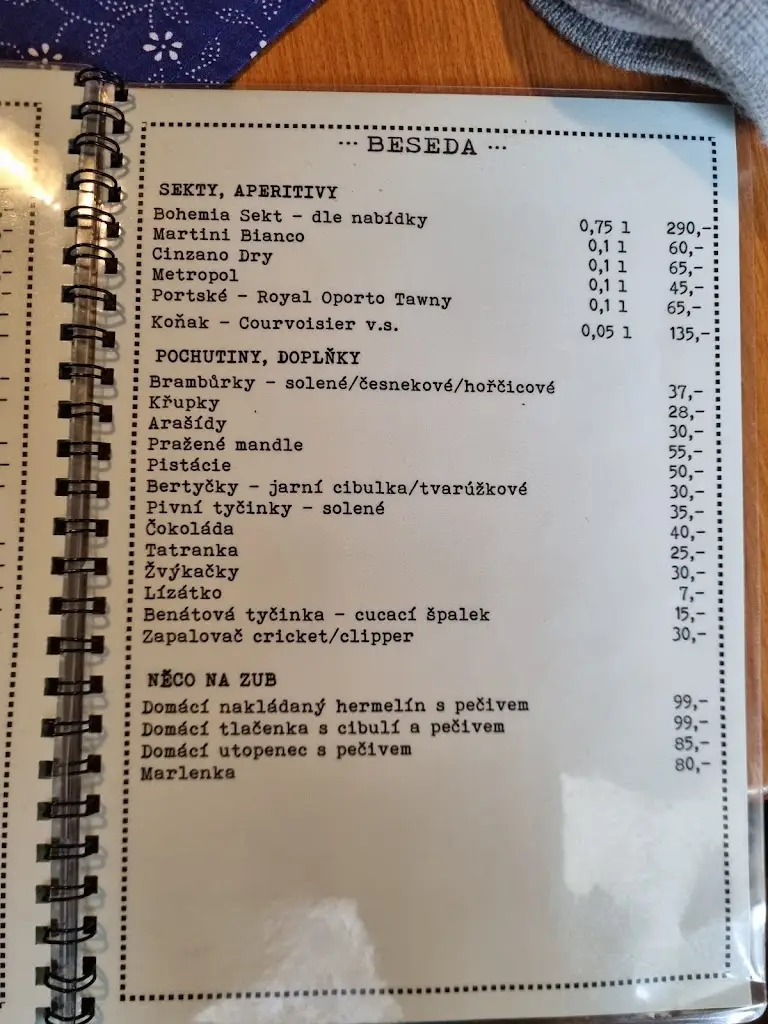 ··· BESEDA ···
SEKTY, APERITIVY
Bohemia Sekt - dle nabídky 0,75 l 290,-
Martini Bianco 0,1 l 60,-
Cinzano Dry 0,1 l 65,-
Metropol 0,1 l 45,-
Portské - Royal Oporto Tawny 0,1 l 65,-
Koňak - Courvoisier v.s. 0,05 l 135,-
POCHUTINY, DOPLŇKY
Brambůrky - solené/česnekové/hořčicové 37,-
Křupky 28,-
Arašídy 30,-
Pražené mandle 55,-
Pistácie 50,-
Bertyčky - jarní cibulka/tvarúžkové 30,-
Pivní tyčinky - solené 35,-
Čokoláda 40,-
Tatranka 25,-
Žvýkačky 30,-
Lízátko 7,-
Benátová tyčinka - cucací špalek 15,-
Zapalovač cricket/clipper 30,-
NĚCO NA ZUB
Domácí nakládaný hermelín s pečivem 99,-
Domácí tlačenka s cibulí a pečivem 99,-
Domácí utopenec s pečivem 85,-
Marlenka 80,-